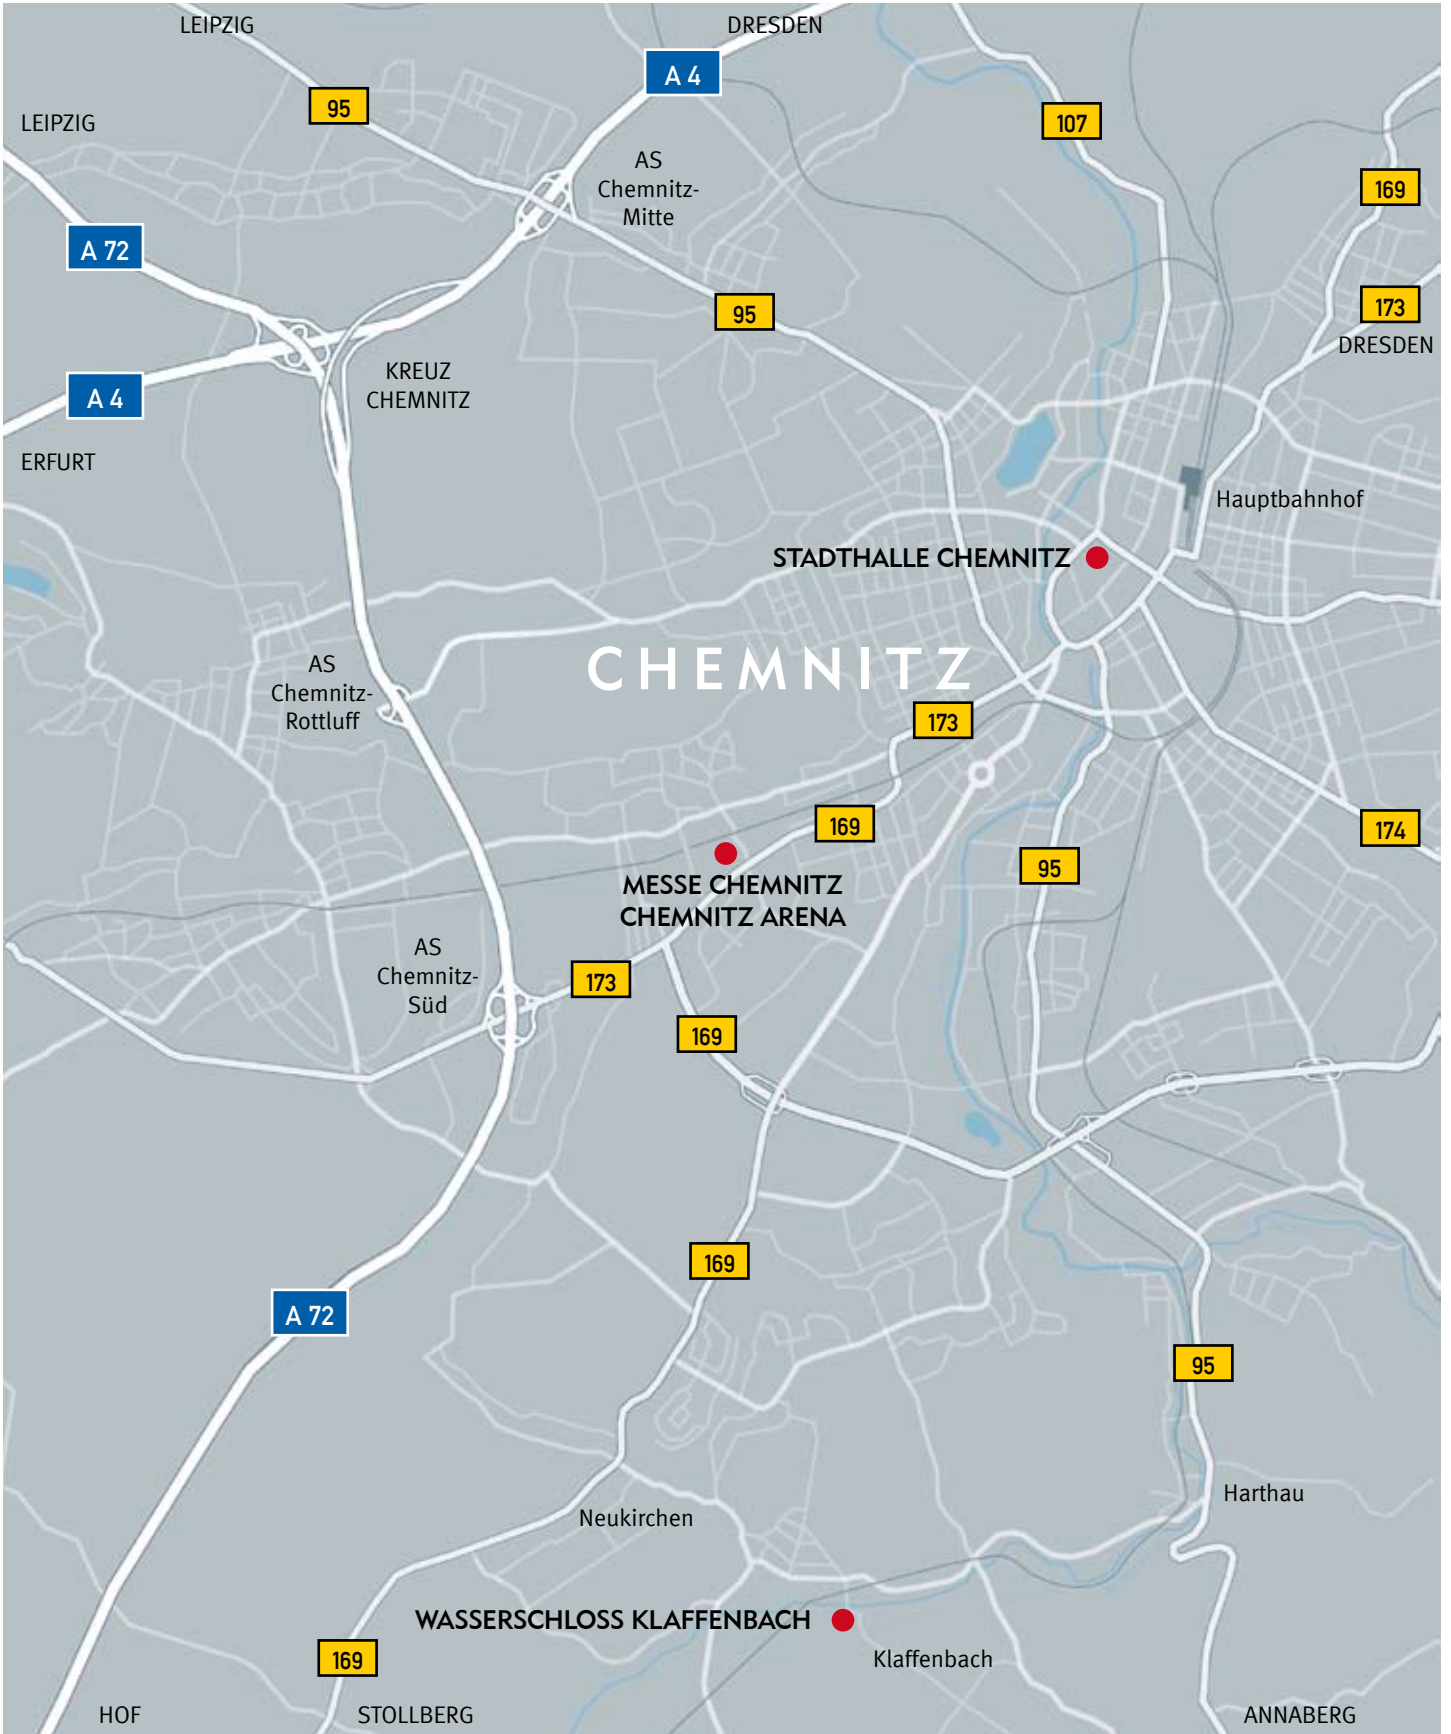 LEIPZIG
DRESDEN
A 4
95
107
LEIPZIG
AS
Chemnitz-
Mitte
169
A 72
95
173
DRESDEN
KREUZ
CHEMNITZ
A 4
ERFURT
Hauptbahnhof
STADTHALLE CHEMNITZ
CHEMNITZ
AS
Chemnitz-
Rottluff
173
169
174
95
MESSE CHEMNITZ
CHEMNITZ ARENA
AS
Chemnitz-
Süd
173
169
169
A 72
95
Harthau
Neukirchen
WASSERSCHLOSS KLAFFENBACH
Klaffenbach
169
HOF
STOLLBERG
ANNABERG